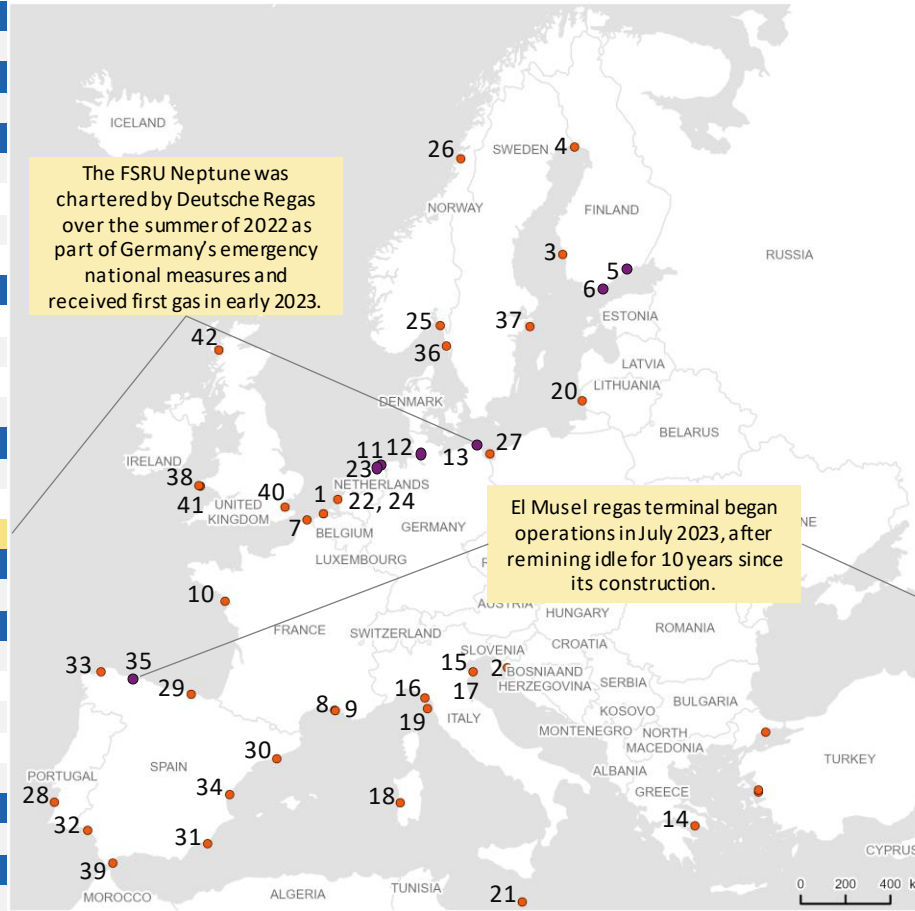 ICELAND
26
SWEDEN
4
The FSRU Neptune was
chartered by Deutsche Regas
over the summer of 2022 as
part of Germany's emergency
national measures and
received first gas in early 2023.
NORWAY
FINLAND
RUSSIA
3
5
6
ESTONIA
25
37
42
36
LATVIA
LITHUANIA
20
DENMARK
BELARUS
11
12
13
27
IRELAND
23
NETHERLANDS
38
41
UNITED
KINGDOM
40
1
22, 24
7
BELGIUM
GERMANY
LUXEMBOURG
El Musel regas terminal began
operations in July 2023, after
remining idle for 10 years since
its construction.
NE
R
AUSTRIA
HUNGARY
10
FRANCE
SWITZERLAND
ROMANIA
CROATIA
SLOVENIA
33
35
29
15
2
BOSNIA AND
HERZEGOVINA
SERBIA
17
16
19
8
9
ITALY
KOSOVO
BULGARIA
MONTENEGRO
NORTH
MACEDONIA
30
SPAIN
ALBANIA
TURKEY
PORTUGAL
28
34
18
GREECE
14
32
31
39
CYPRUS
MOROCCO
ALGERIA
TUNISIA
21
0 200 400 k